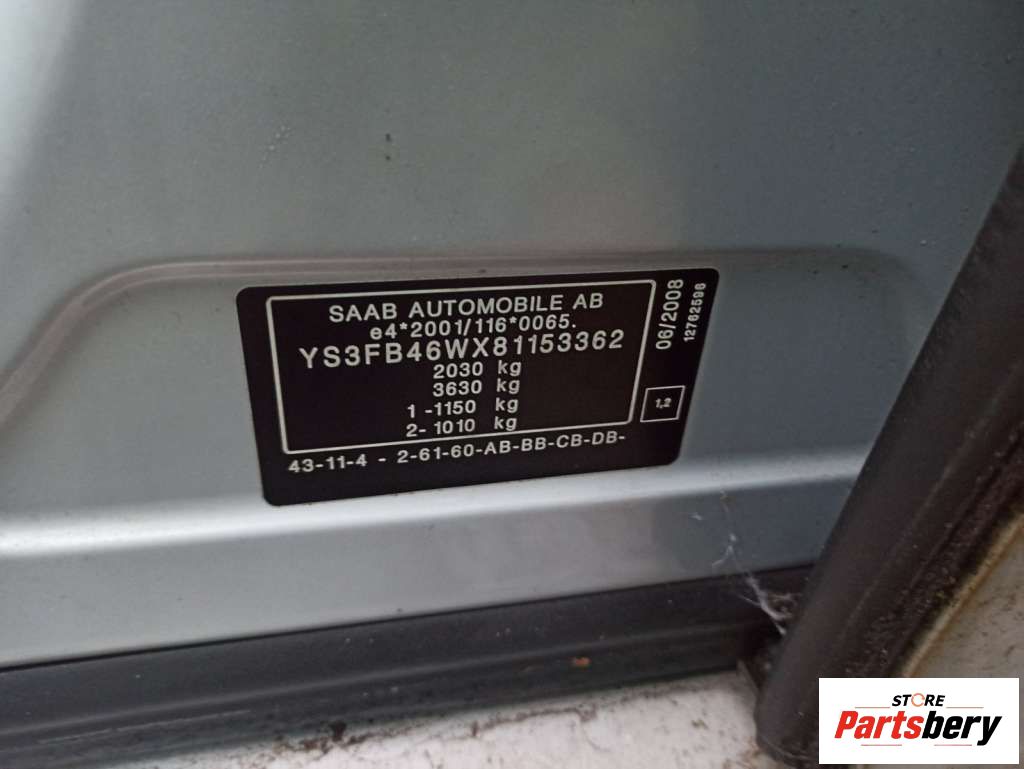 SAAB AUTOMOBILE AB
e4*2001/116*0065.
YS3FB46WX81153362
2030 kg
3630 kg
1 -1150 kg
2- 1010 kg
43-11-4 - 2-61-60-AB-BB-CB-DB-
06/2008
12762596
1,2
STORE
Partsbery